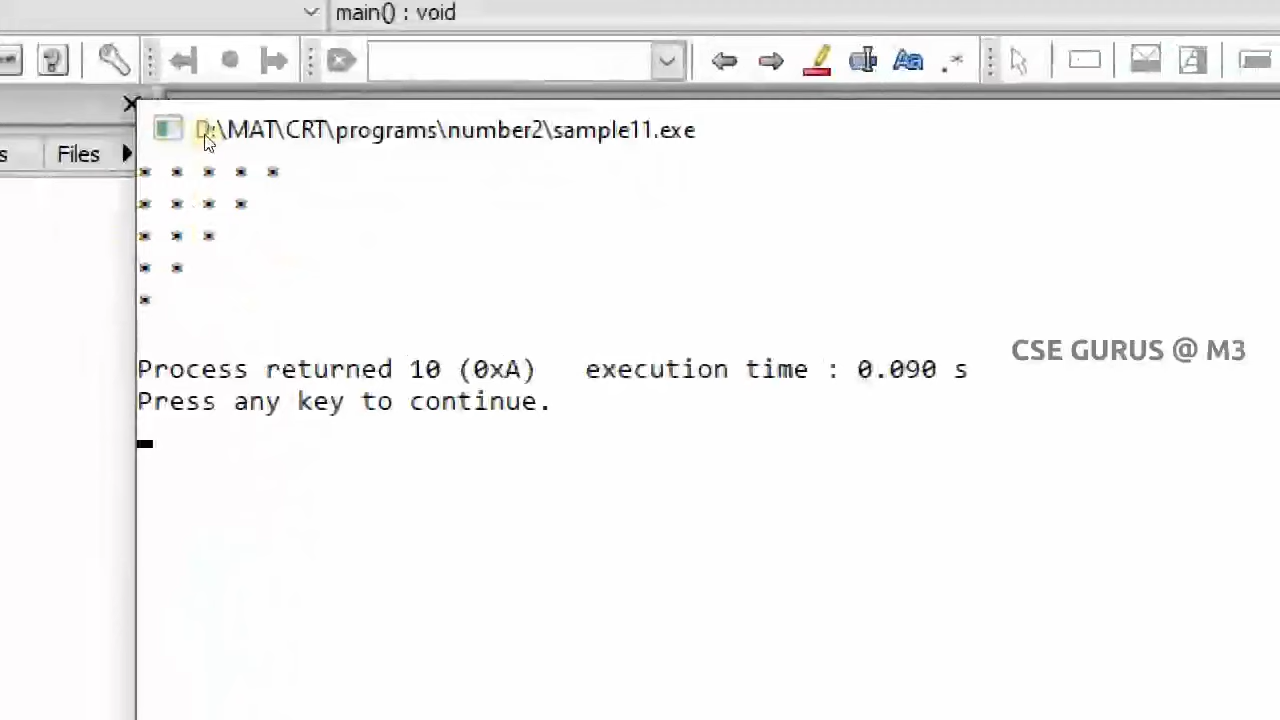 main() : void
Aa
.*
s
Files
D:\MAT\CRT\programs\number2\sample11.exe
* * * * *
* * * *
* * *
* *
*
Process returned 10 (0xA)   execution time : 0.090 s
Press any key to continue.
CSE GURUS @ M3